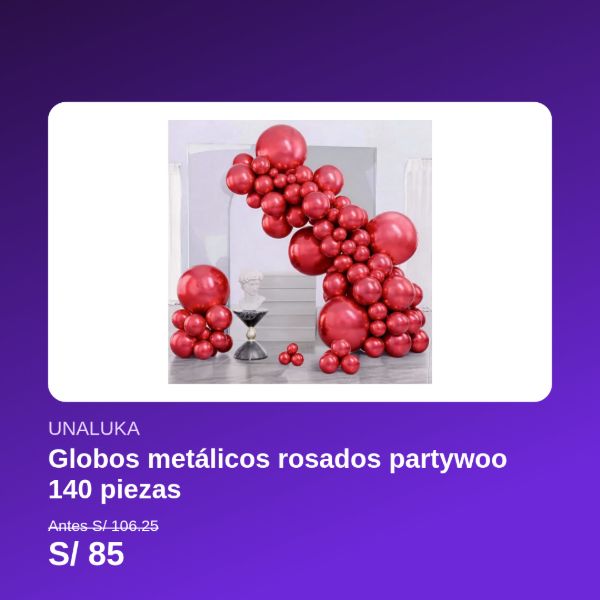 UNALUKA
Globos metálicos rosados partywoo
140 piezas
Antes S/ 106.25
S/ 85